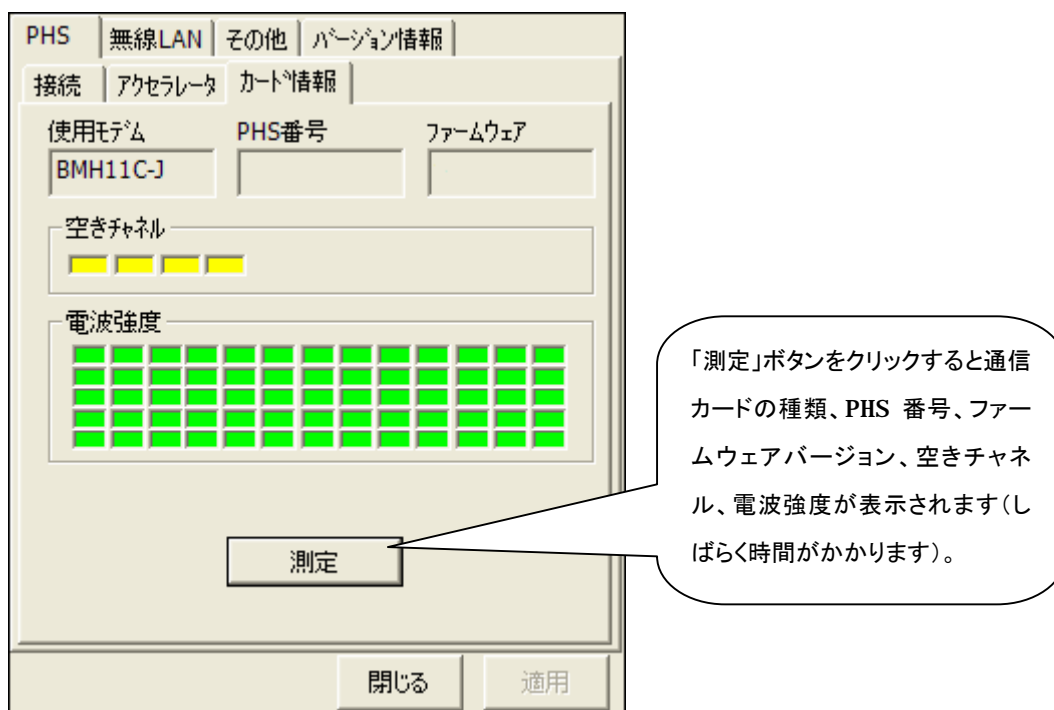 PHS 無線LAN その他 ﾊﾞｰｼﾞｮﾝ情報
接続 ｱｸｾﾗﾚｰﾀ ｶｰﾄﾞ情報
使用ﾓﾃﾞﾑ PHS番号 ﾌｧｰﾑｳｪｱ
BMH11C-J
空きﾁｬﾈﾙ
電波強度
測定
閉じる 適用
「測定」ボタンをクリックすると通信
カードの種類、PHS 番号、ファー
ムウェアバージョン、空きチャネ
ル、電波強度が表示されます（し
ばらく時間がかかります）。